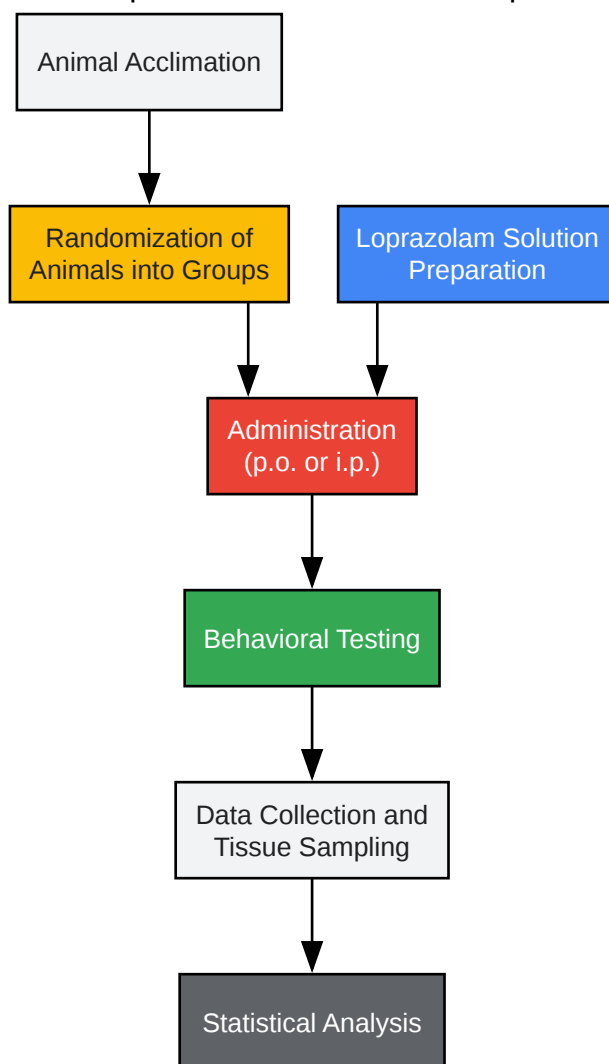 Animal Acclimation
Randomization of
Animals into Groups
Loprazolam Solution
Preparation
Administration
(p.o. or i.p.)
Behavioral Testing
Data Collection and
Tissue Sampling
Statistical Analysis